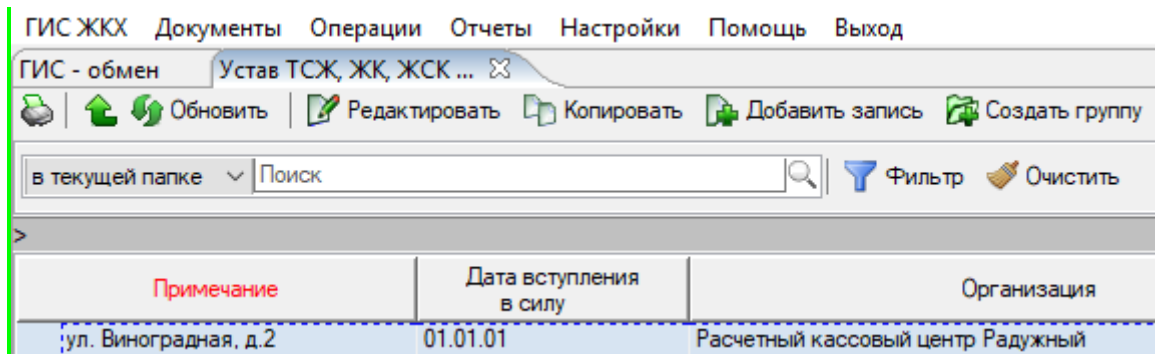 ГИС ЖКХ Документы Операции Отчеты Настройки Помощь Выход
ГИС - обмен Устав ТСЖ, ЖК, ЖСК ...
Обновить Редактировать Копировать Добавить запись Создать группу
в текущей папке Поиск Фильтр Очистить
>
Примечание Дата вступления в силу Организация
ул. Виноградная, д.2 01.01.01 Расчетный кассовый центр Радужный